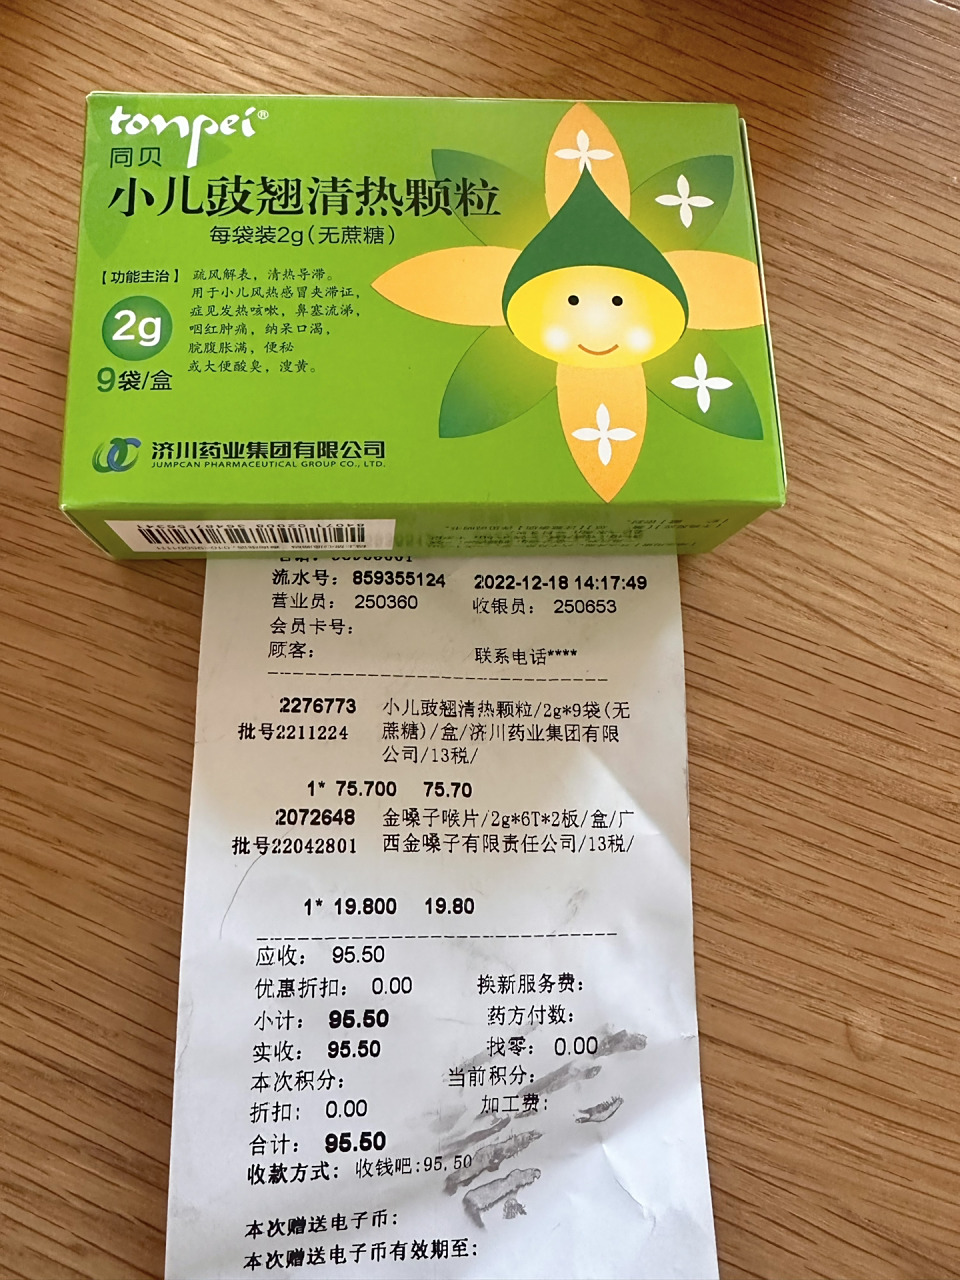 tonpei®
同贝
小儿豉翘清热颗粒
每袋装2g(无蔗糖)
【功能主治】 疏风解表，清热导滞。
用于小儿风热感冒夹滞证，
症见发热咳嗽，鼻塞流涕，
咽红肿痛，纳呆口渴，
脘腹胀满，便秘
或大便酸臭，溲黄。
2g
9袋/盒
济川药业集团有限公司
JUMPCAN PHARMACEUTICAL GROUP CO., LTD.
流水号： 859355124 2022-12-18 14:17:49
营业员： 250360 收银员： 250653
会员卡号：
顾客： 联系电话****
2276773 小儿豉翘清热颗粒/2g*9袋(无
批号2211224 蔗糖)/盒/济川药业集团有限
公司/13税/
1* 75.700 75.70
2072648 金嗓子喉片/2g*6T*2板/盒/广
批号22042801 西金嗓子有限责任公司/13税/
1* 19.800 19.80
应收： 95.50
优惠折扣： 0.00 换新服务费：
小计： 95.50 药方付数：
实收： 95.50 找零： 0.00
本次积分： 当前积分：
折扣： 0.00 加工费：
合计： 95.50
收款方式： 收钱吧:95.50
本次赠送电子币：
本次赠送电子币有效期至：